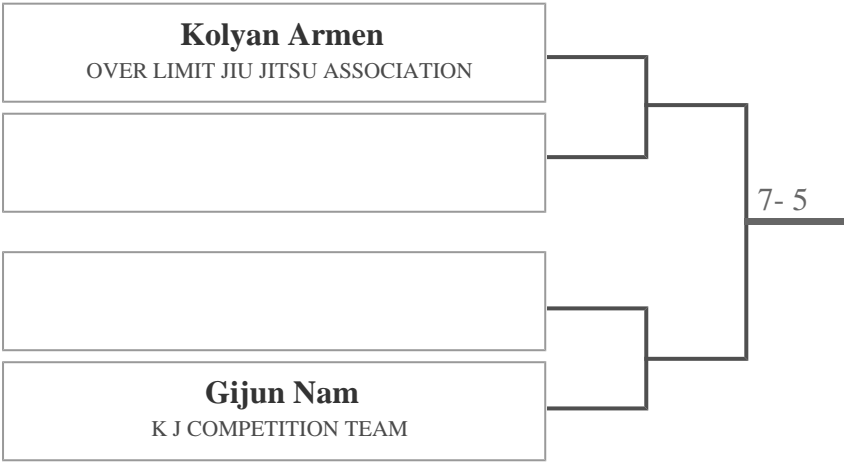 Kolyan Armen
OVER LIMIT JIU JITSU ASSOCIATION
7- 5
Gijun Nam
K J COMPETITION TEAM